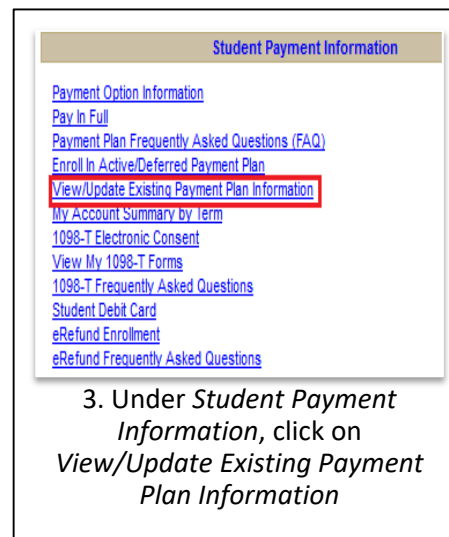 Student Payment Information
Payment Option Information
Pay In Full
Payment Plan Frequently Asked Questions (FAQ)
Enroll In Active/Deferred Payment Plan
View/Update Existing Payment Plan Information
My Account Summary by Term
1098-T Electronic Consent
View My 1098-T Forms
1098-T Frequently Asked Questions
Student Debit Card
eRefund Enrollment
eRefund Frequently Asked Questions
3. Under Student Payment
Information, click on
View/Update Existing Payment
Plan Information